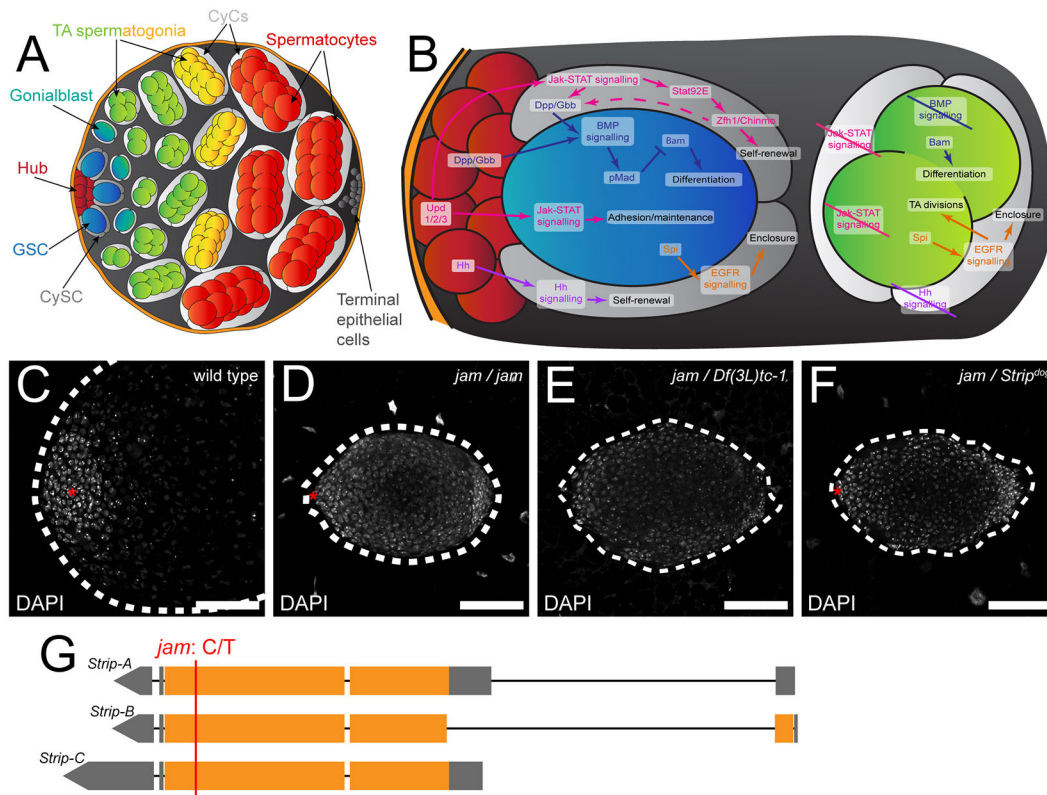 A
TA spermatogonia
CyCs
Spermatocytes
Gonialblast
Hub
GSC
CySC
Terminal
epithelial
cells
B
Jak-STAT signalling
Stat92E
Dpp/Gbb
Zfh1/Chinmo
BMP
signalling
Bam
Self-renewal
Dpp/Gbb
pMad
Differentiation
Upd
1/2/3
Jak-STAT
signalling
Adhesion/maintenance
Enclosure
Spi
EGFR
signalling
Hh
Hh
signalling
Self-renewal
BMP
signalling
Jak-STAT
signalling
Bam
Differentiation
TA divisions
Jak-STAT
signalling
Enclosure
Spi
EGFR
signalling
Hh
signalling
C
wild type
*
DAPI
D
jam / jam
*
DAPI
E
jam / Df(3L)tc-1
DAPI
F
jam / Strip^dog
*
DAPI
G
jam: C/T
Strip-A
Strip-B
Strip-C